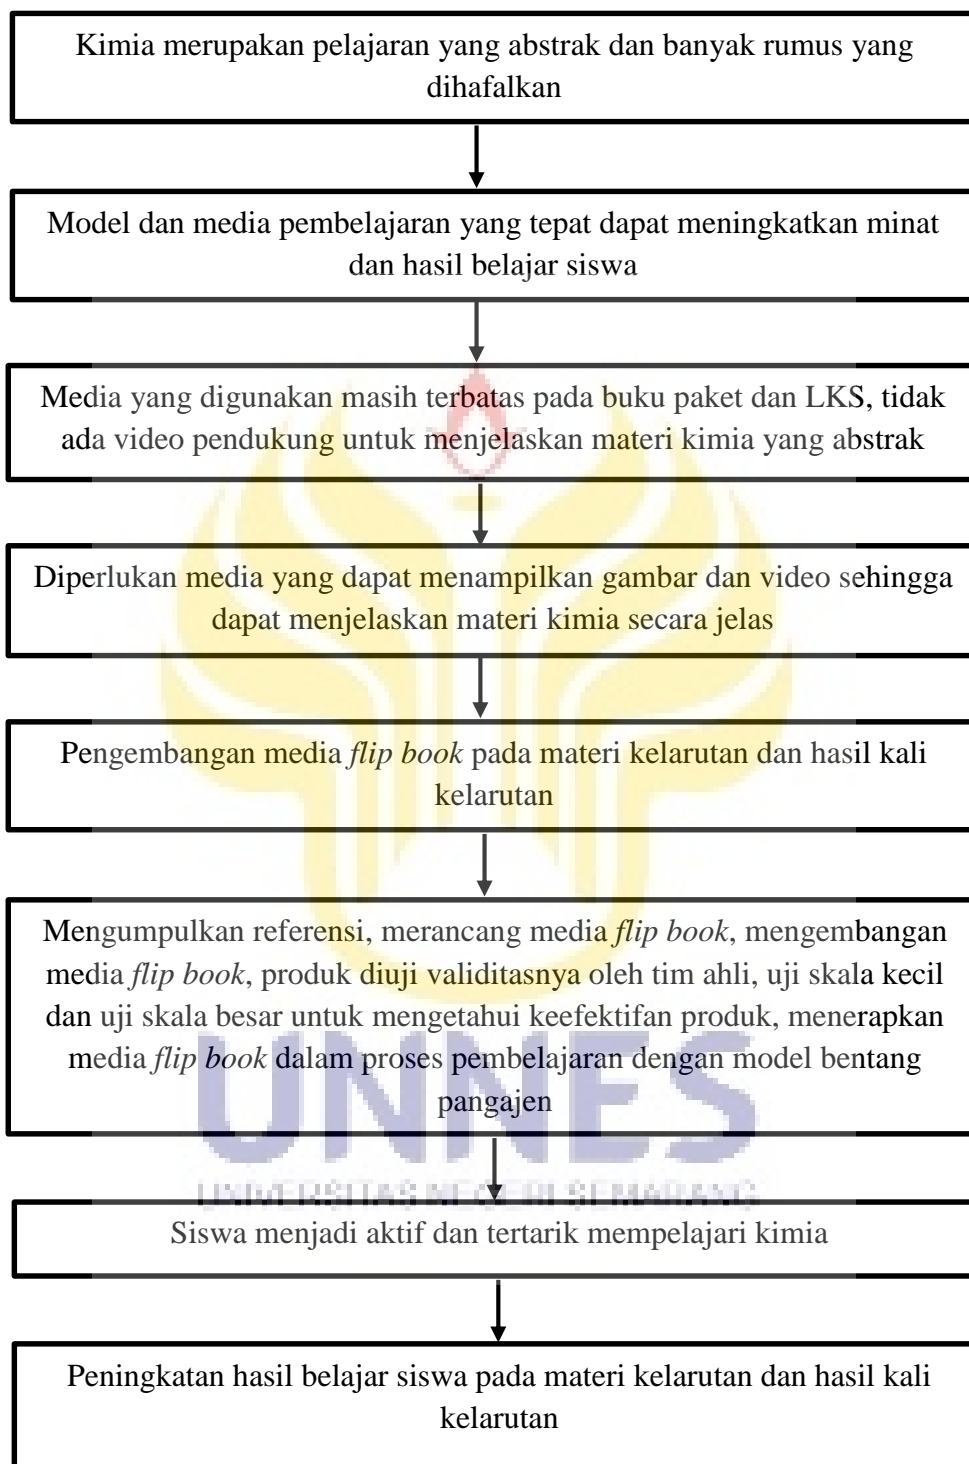 Kimia merupakan pelajaran yang abstrak dan banyak rumus yang
dihafalkan
Model dan media pembelajaran yang tepat dapat meningkatkan minat
dan hasil belajar siswa
Media yang digunakan masih terbatas pada buku paket dan LKS, tidak
ada video pendukung untuk menjelaskan materi kimia yang abstrak
Diperlukan media yang dapat menampilkan gambar dan video sehingga
dapat menjelaskan materi kimia secara jelas
Pengembangan media flip book pada materi kelarutan dan hasil kali
kelarutan
Mengumpulkan referensi, merancang media flip book, mengembangan
media flip book, produk diuji validitasnya oleh tim ahli, uji skala kecil
dan uji skala besar untuk mengetahui keefektifan produk, menerapkan
media flip book dalam proses pembelajaran dengan model bentang
pangajen
UNNES
UNIVERSITAS NEGERI SEMARANG
Siswa menjadi aktif dan tertarik mempelajari kimia
Peningkatan hasil belajar siswa pada materi kelarutan dan hasil kali
kelarutan